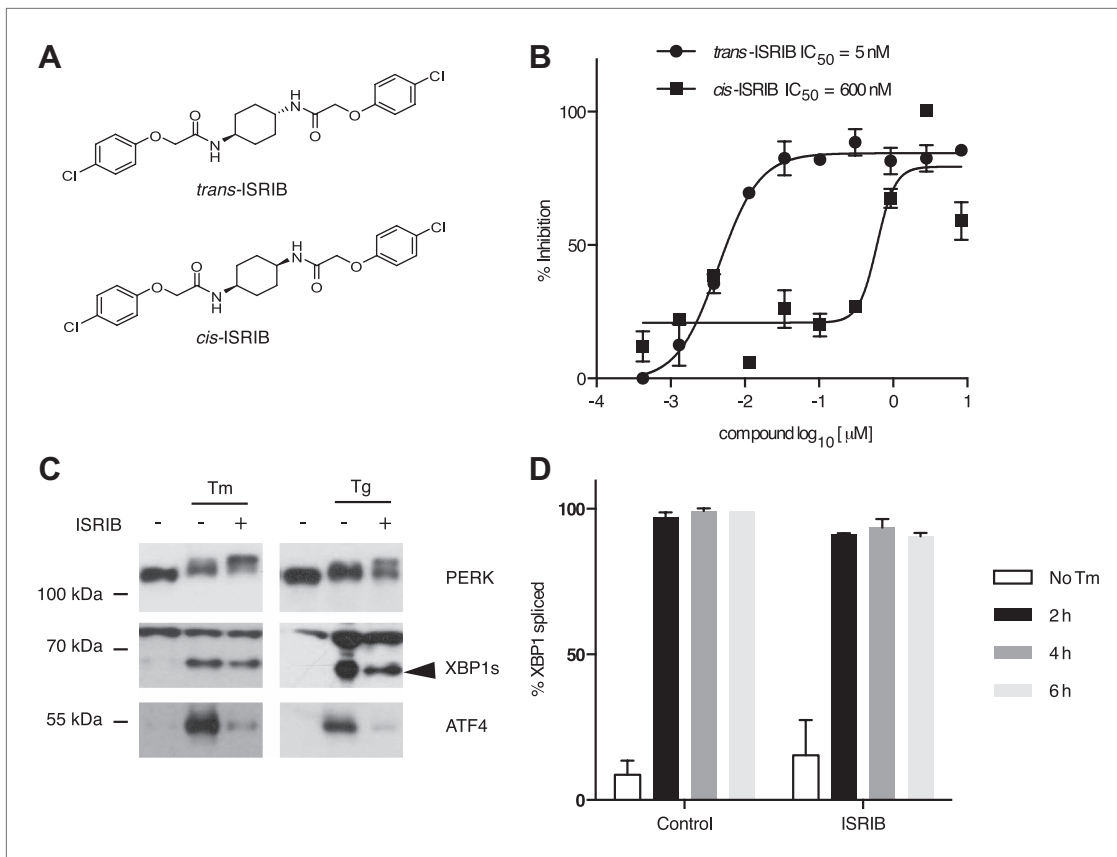 A
Cl
H
N
O
O
O
N
H
O
Cl
trans-ISRIB
Cl
H
N
O
O
O
N
H
O
Cl
cis-ISRIB
B
trans-ISRIB IC50 = 5 nM
cis-ISRIB IC50 = 600 nM
% Inhibition
100
50
0
-4 -3 -2 -1 0 1
compound log10 [ μM]
C
Tm Tg
ISRIB - - + - - +
PERK
100 kDa
70 kDa
XBP1s
55 kDa
ATF4
D
% XBP1 spliced
100
50
0
Control ISRIB
No Tm
2 h
4 h
6 h